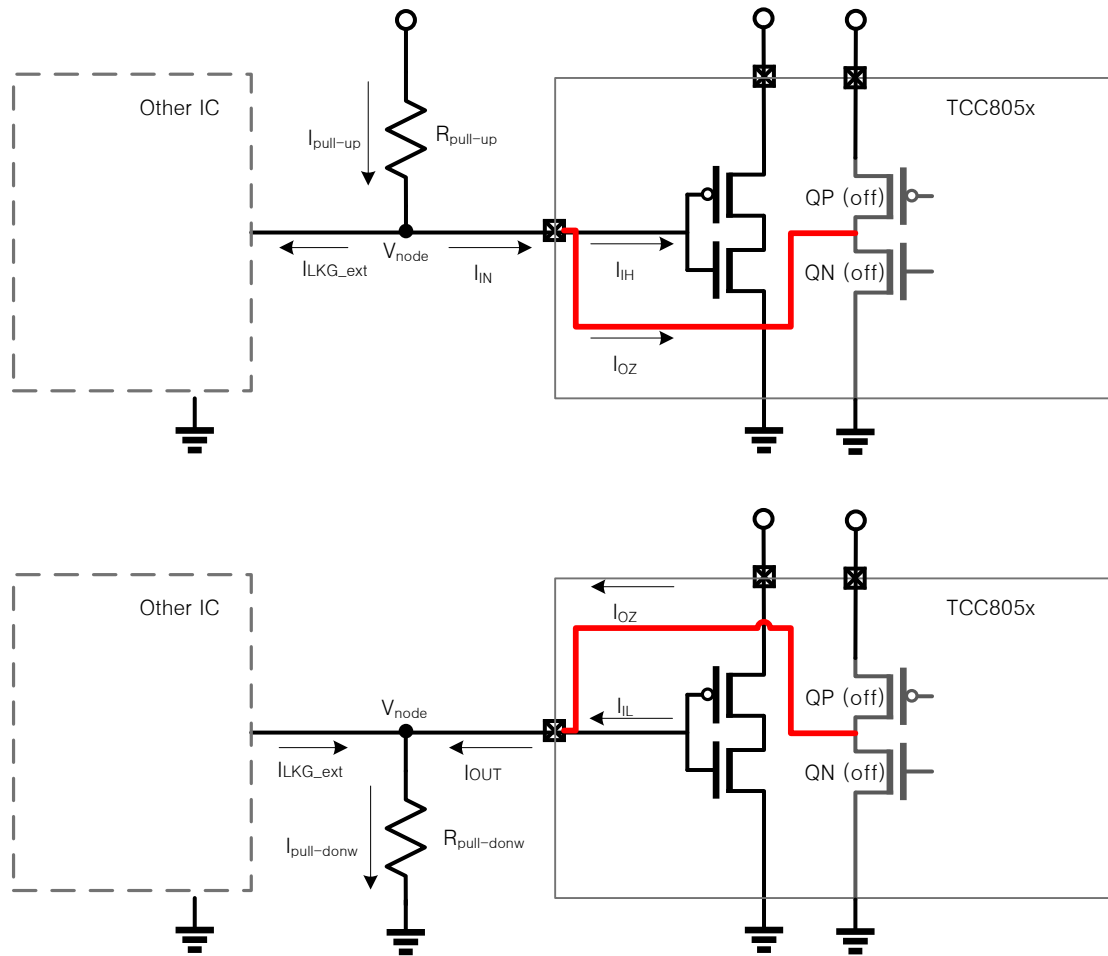 Other IC
TCC805x
Ipull-up
Rpull-up
QP (off)
Vnode
ILKG_ext
IIN
IIH
QN (off)
IOZ
Other IC
TCC805x
IOZ
QP (off)
Vnode
IIL
ILKG_ext
IOUT
QN (off)
Ipull-donw
Rpull-donw